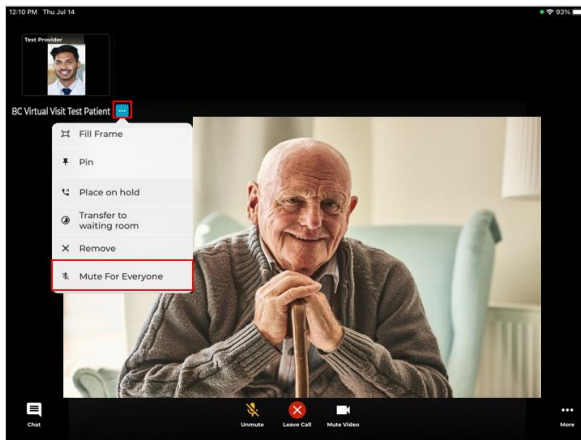 12:10 PM Thu Jul 14
93%
Test Provider
BC Virtual Visit Test Patient
Fill Frame
Pin
Place on hold
Transfer to
waiting room
Remove
Mute For Everyone
Chat
Unmute
Leave Call
Mute Video
More